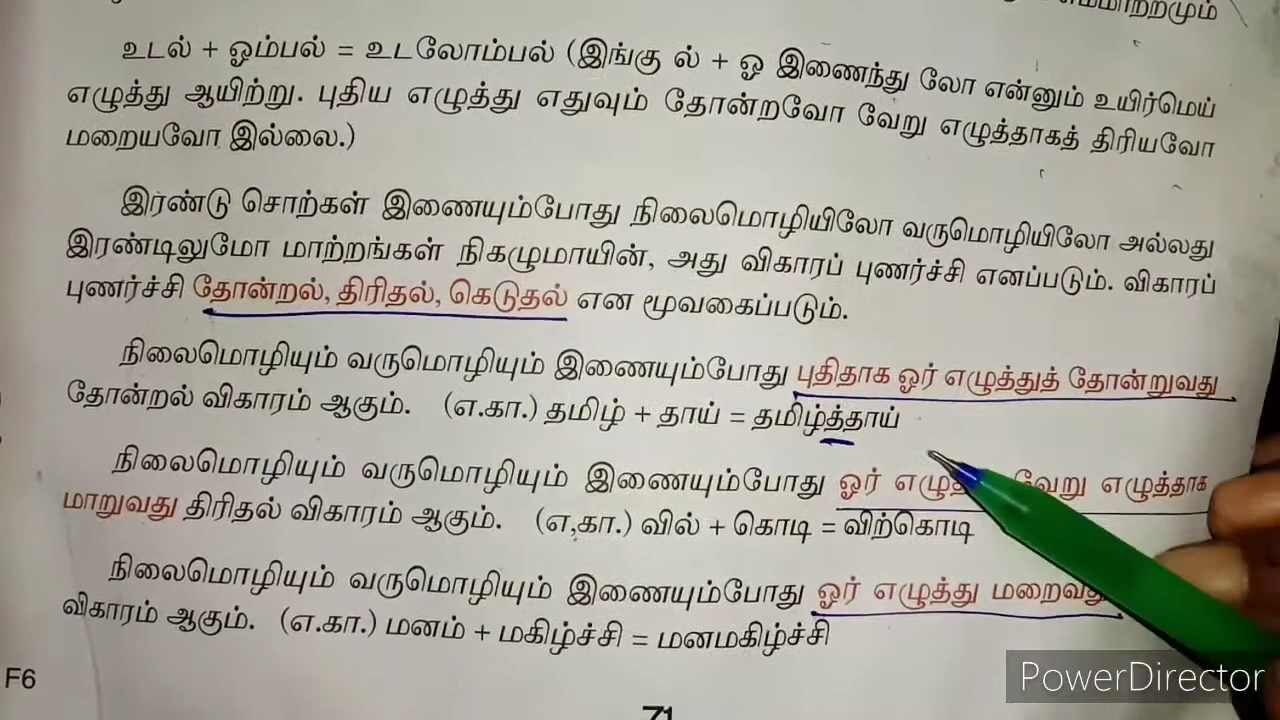 உடல் + ஓம்பல் = உடலோம்பல் (இங்கு ல் + ஓ இணைந்து லோ என்னும் உயிர்மெய்
எழுத்து ஆயிற்று. புதிய எழுத்து எதுவும் தோன்றவோ வேறு எழுத்தாகத் திரியவோ
மறையவோ இல்லை.)
இரண்டு சொற்கள் இணையும்போது நிலைமொழியிலோ வருமொழியிலோ அல்லது
இரண்டிலுமோ மாற்றங்கள் நிகழுமாயின், அது விகாரப் புணர்ச்சி எனப்படும். விகாரப்
புணர்ச்சி தோன்றல், திரிதல், கெடுதல் என மூவகைப்படும்.
நிலைமொழியும் வருமொழியும் இணையும்போது புதிதாக ஓர் எழுத்துத் தோன்றுவது
தோன்றல் விகாரம் ஆகும். (எ.கா.) தமிழ் + தாய் = தமிழ்த்தாய்
நிலைமொழியும் வருமொழியும் இணையும்போது ஓர் வேறு எழுத்தாக
மாறுவது திரிதல் விகாரம் ஆகும். (எ.கா.) வில் + கொடி = விற்கொடி
நிலைமொழியும் வருமொழியும் இணையும்போது ஓர் எழுத்து மறைவது
விகாரம் ஆகும். (எ.கா.) மனம் + மகிழ்ச்சி = மனமகிழ்ச்சி
F6
71
PowerDirector